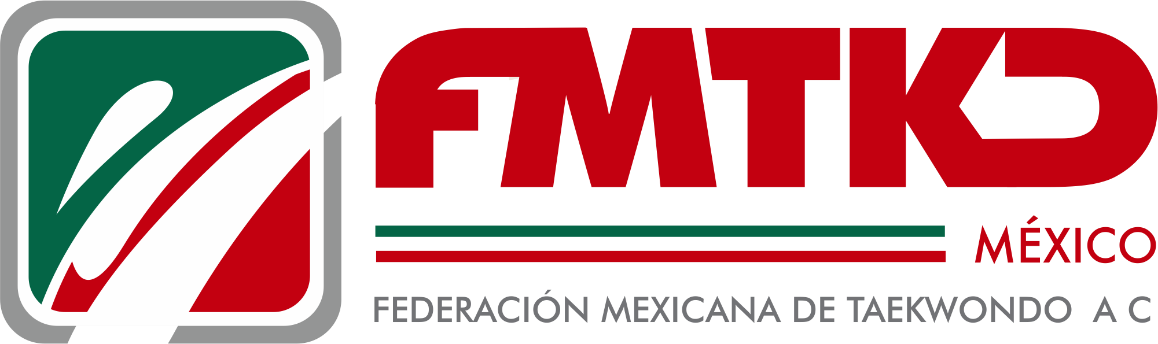 FMTKD
MÉXICO
FEDERACIÓN MEXICANA DE TAEKWONDO A C